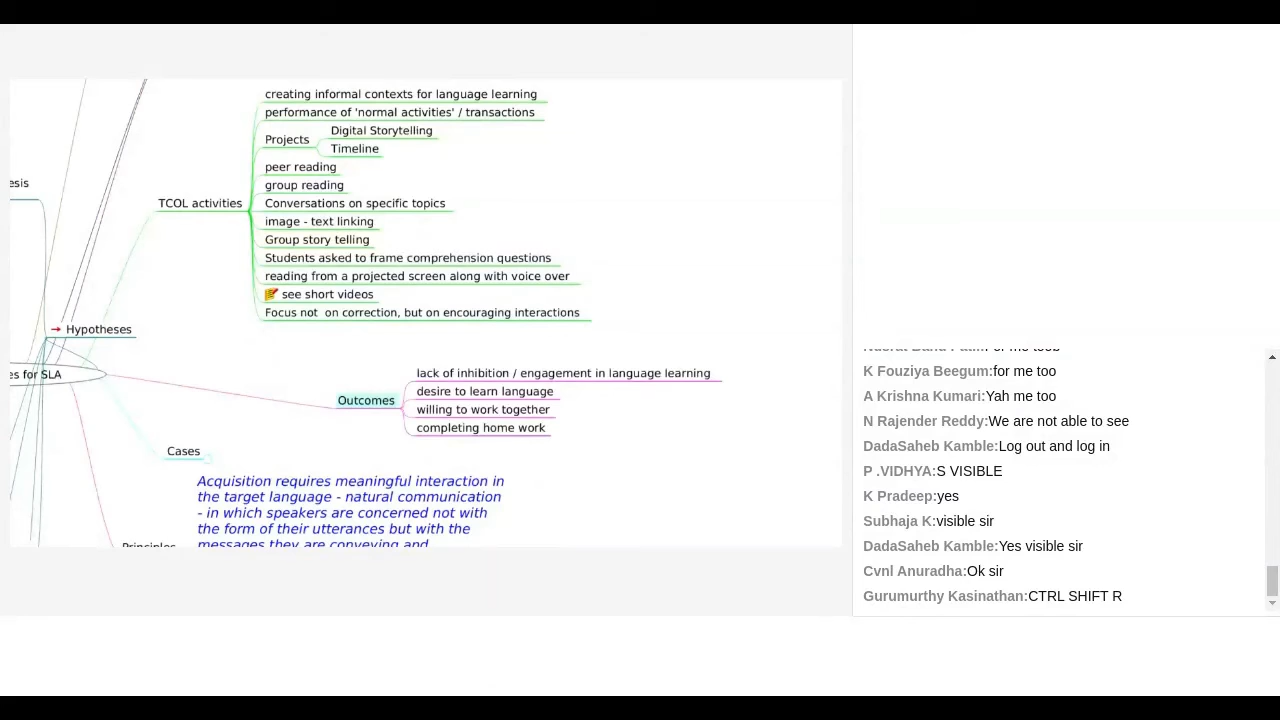 creating informal contexts for language learning
performance of 'normal activities' / transactions
Projects
Digital Storytelling
Timeline
peer reading
group reading
TCOL activities
Conversations on specific topics
image - text linking
Group story telling
Students asked to frame comprehension questions
reading from a projected screen along with voice over
see short videos
Focus not on correction, but on encouraging interactions
esis
→ Hypotheses
es for SLA
Outcomes
lack of inhibition / engagement in language learning
desire to learn language
willing to work together
completing home work
Cases
Acquisition requires meaningful interaction in
the target language - natural communication
- in which speakers are concerned not with
the form of their utterances but with the
messages they are conveying and
Principles
K Fouziya Beegum:for me too
A Krishna Kumari:Yah me too
N Rajender Reddy:We are not able to see
DadaSaheb Kamble:Log out and log in
P .VIDHYA:S VISIBLE
K Pradeep:yes
Subhaja K:visible sir
DadaSaheb Kamble:Yes visible sir
Cvnl Anuradha:Ok sir
Gurumurthy Kasinathan:CTRL SHIFT R